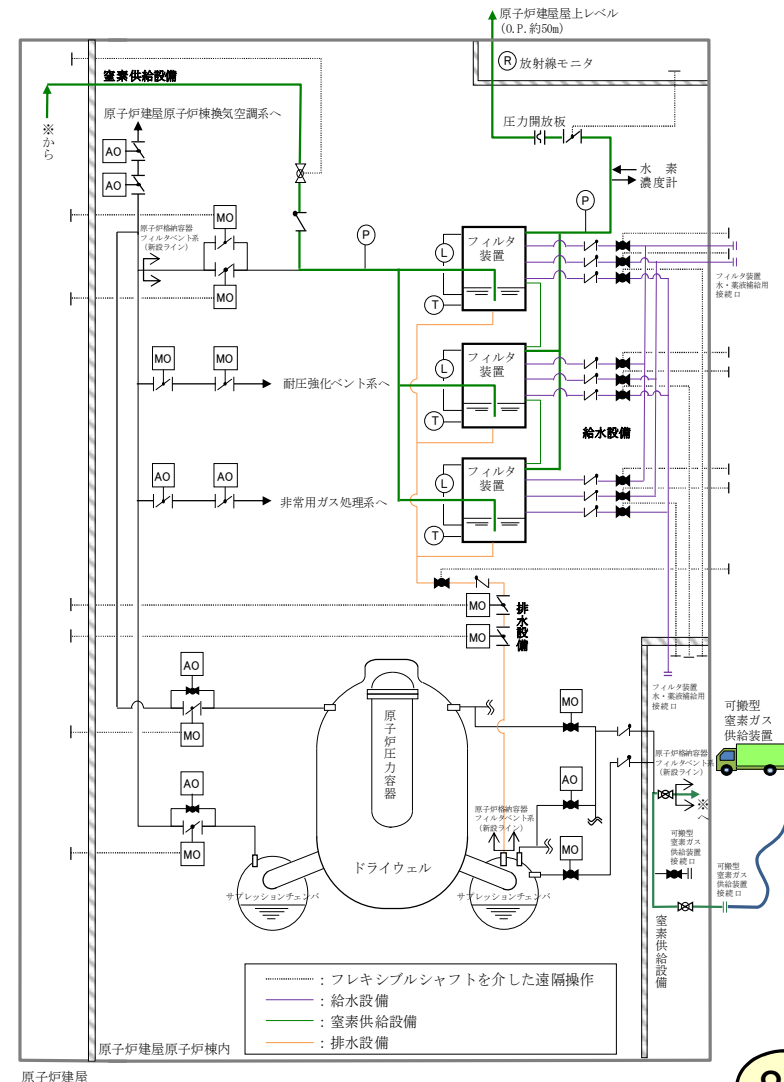 原子炉建屋屋上レベル
(O.P.約50m)
R 放射線モニタ
窒素供給設備
※から
原子炉建屋原子炉棟換気空調系へ
圧力開放板
AO
AO
水 素
濃度計
P
P
原子炉格納容器
フィルタベント系
(新設ライン)
MO
MO
L
T
フィルタ
装置
フィルタ装置
水・薬液補給用
接続口
MO
MO
耐圧強化ベント系へ
L
T
フィルタ
装置
給水設備
AO
AO
非常用ガス処理系へ
L
T
フィルタ
装置
MO
MO
排水設備
AO
MO
原子炉圧力容器
MO
フィルタ装置
水・薬液補給用
接続口
可搬型
窒素ガス
供給装置
原子炉格納容器
フィルタベント系
(新設ライン)
※へ
AO
MO
AO
原子炉格納容器
フィルタベント系
(新設ライン)
MO
可搬型
窒素ガス
供給装置
接続口
可搬型
窒素ガス
供給装置
接続口
ドライウェル
サプレッションチェンバ
サプレッションチェンバ
窒素供給設備
:フレキシブルシャフトを介した遠隔操作
:給水設備
:窒素供給設備
:排水設備
原子炉建屋原子炉棟内
原子炉建屋